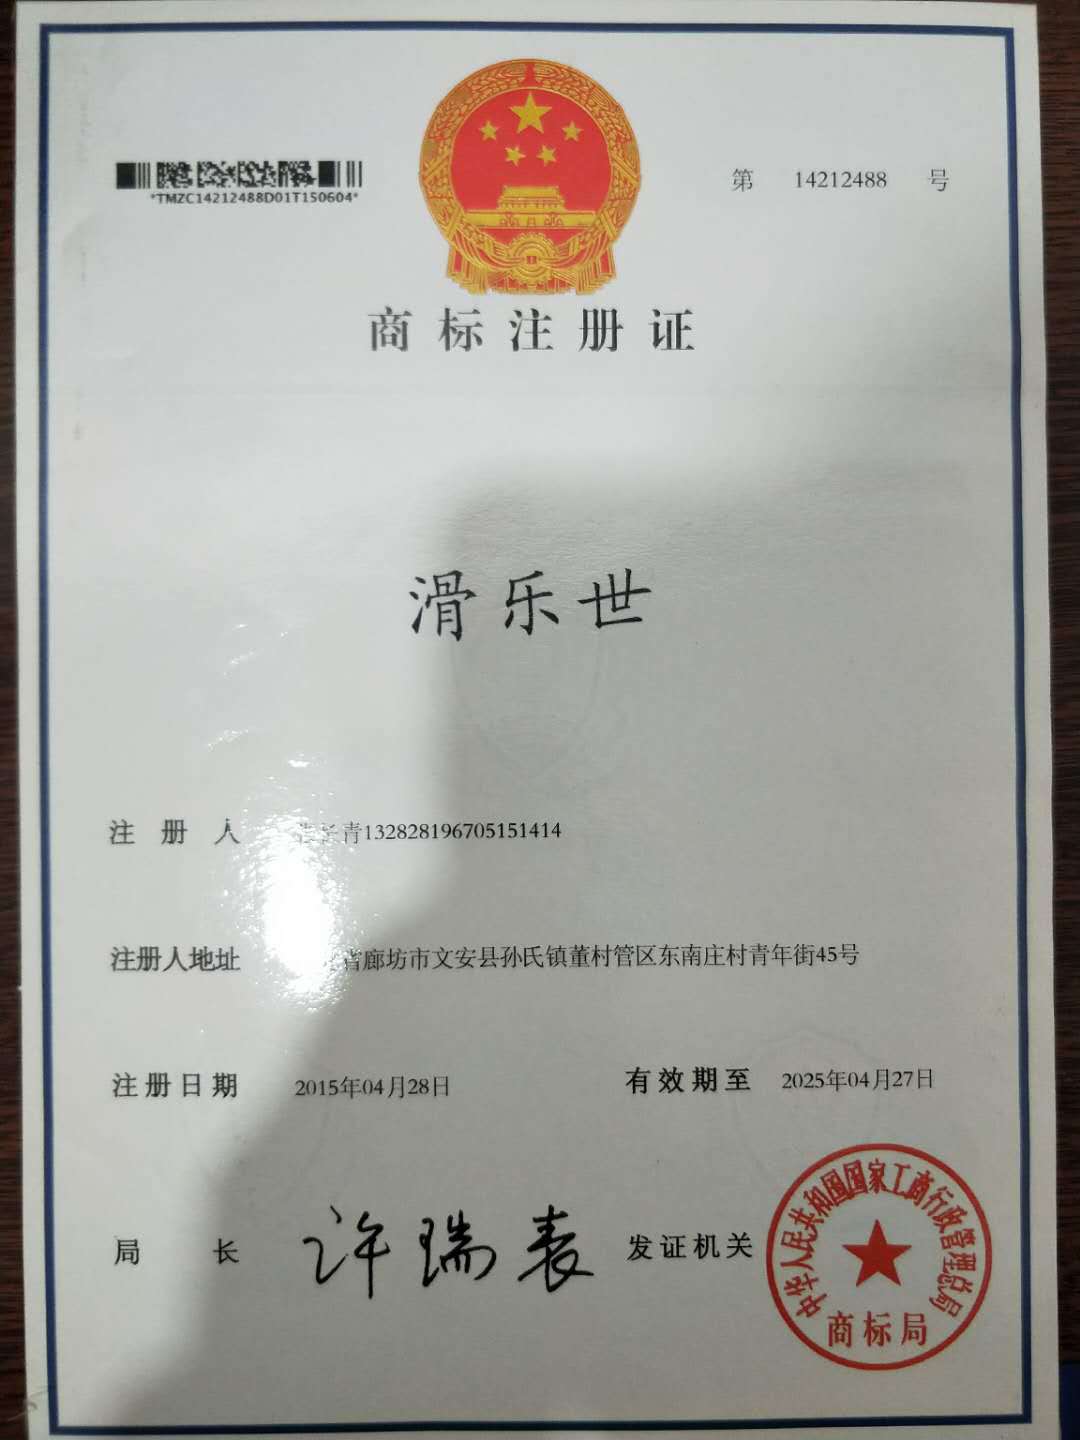 *TMZC14212488D01T150604*
第 14212488 号
商标注册证
滑乐世
注册人 青132828196705151414
注册人地址 省廊坊市文安县孙氏镇董村管区东南庄村青年街45号
注册日期 2015年04月28日 有效期至 2025年04月27日
局长 许瑞表 发证机关
中华人民共和国国家工商行政管理总局
商标局